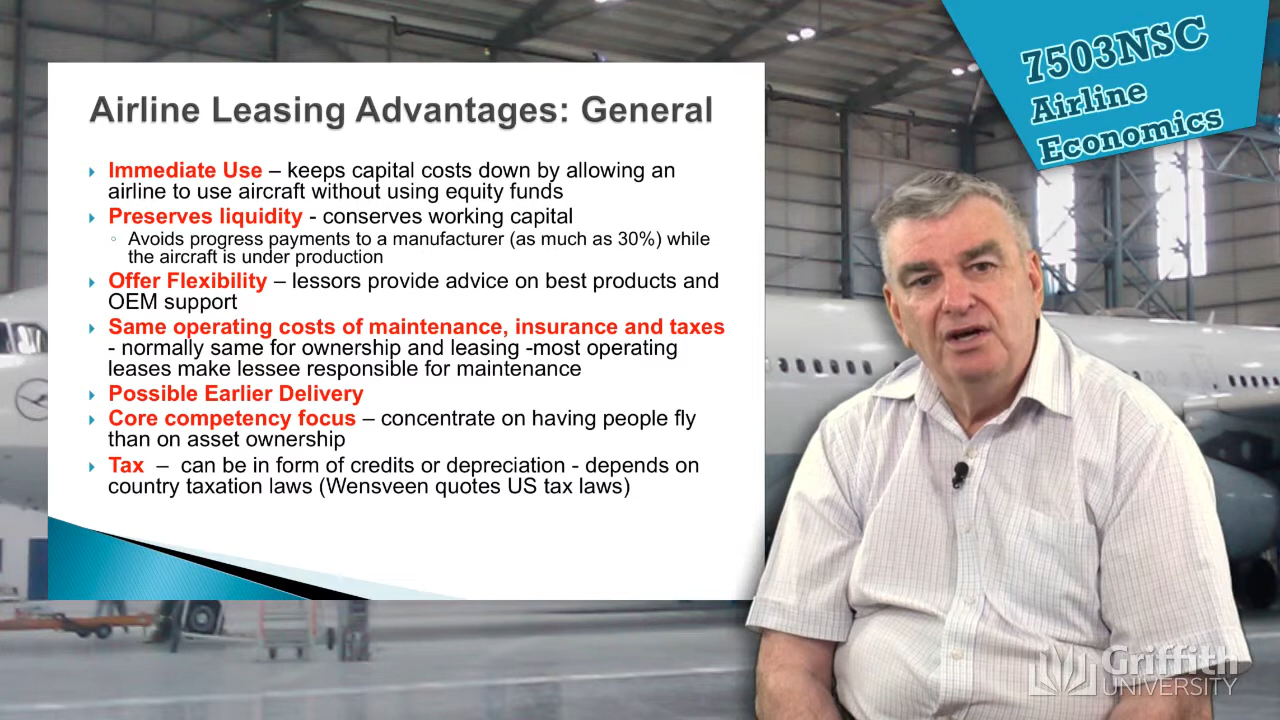 7503NSC
Airline
Economics
Airline Leasing Advantages: General
Immediate Use – keeps capital costs down by allowing an
airline to use aircraft without using equity funds
Preserves liquidity - conserves working capital
Avoids progress payments to a manufacturer (as much as 30%) while
the aircraft is under production
Offer Flexibility – lessors provide advice on best products and
OEM support
Same operating costs of maintenance, insurance and taxes
- normally same for ownership and leasing -most operating
leases make lessee responsible for maintenance
Possible Earlier Delivery
Core competency focus – concentrate on having people fly
than on asset ownership
Tax – can be in form of credits or depreciation - depends on
country taxation laws (Wensveen quotes US tax laws)
Griffith
UNIVERSITY